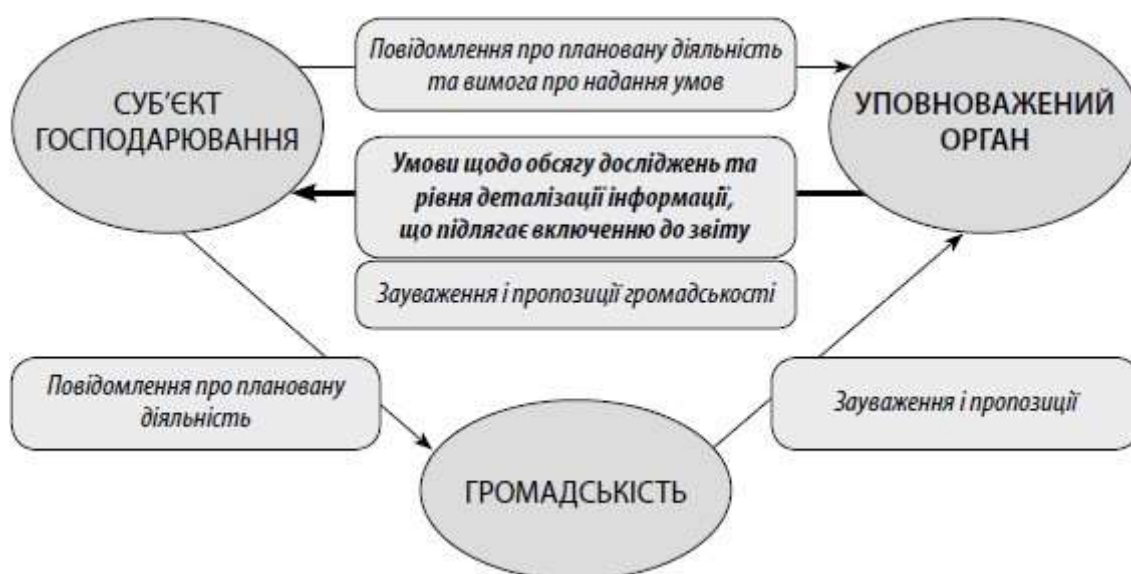 СУБ'ЄКТ
ГОСПОДАРЮВАННЯ
Повідомлення про плановану діяльність
та вимога про надання умов
УПОВНОВАЖЕНИЙ
ОРГАН
Умови щодо обсягу досліджень та
рівня деталізації інформації,
що підлягає включенню до звіту
Зауваження і пропозиції громадськості
Повідомлення про плановану
діяльність
Зауваження і пропозиції
ГРОМАДСЬКІСТЬ